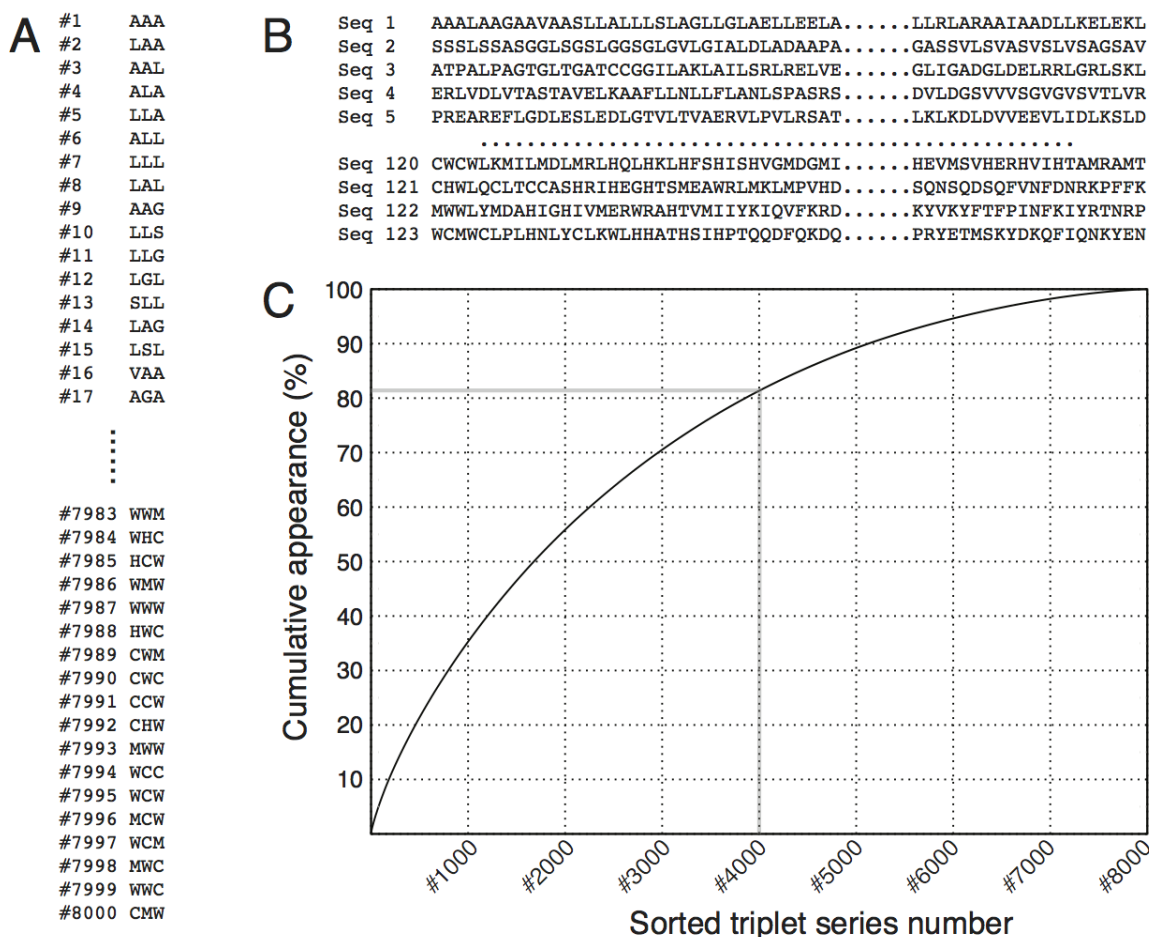 A
#1 AAA
#2 LAA
#3 AAL
#4 ALA
#5 LLA
#6 ALL
#7 LLL
#8 LAL
#9 AAG
#10 LLS
#11 LLG
#12 LGL
#13 SLL
#14 LAG
#15 LSL
#16 VAA
#17 AGA
......
#7983 WWM
#7984 WHC
#7985 HCW
#7986 WMW
#7987 WWW
#7988 HWC
#7989 CWM
#7990 CWC
#7991 CCW
#7992 CHW
#7993 MWW
#7994 WCC
#7995 WCW
#7996 MCW
#7997 WCM
#7998 MWC
#7999 WWC
#8000 CMW
B
Seq 1 AAALAAGAAVAASLLALLLSLAGLLGLAELLEELA......LLRLARAAIAADLLKELEKL
Seq 2 SSSLSSASGGLSGSLGGSGLGVLGIALDLADAAPA......GASSVLSVASVSLVSAGSAV
Seq 3 ATPALPAGTGLTGATCCGGILAKLAILSRLRELVE......GLIGADGLDELRRLGRLSKL
Seq 4 ERLVDLVTASTAVELKAAFLLNLLFLANLSPASRS......DVLDGSVVVSGVGVSVTLVR
Seq 5 PREAREFLGDLESLEDLGTVLTVAERVLPVLRSAT......LKLKDLDVVEEVLIDLKSLD
Seq 120 CWCWLKMILMDLMRLHQLHKLHFSHISHVGMDGMI......HEVMSVHERHVIHTAMRAMT
Seq 121 CHWLQCLTCCASHRIHEGHTSMEAWRLMKLMPVHD......SQNSQDSQFVNFDNRKPFFK
Seq 122 MWWLYMDAHIGHIVMERWRAHTVMIIYKIQVFKRD......KYVKYFTFPINFKIYRTNRP
Seq 123 WCMWCLPLHNLYCLKWLHHATHSIHPTQQDFQKDQ......PRYETMSKYDKQFIQNKYEN
C
Cumulative appearance (%)
100
90
80
70
60
50
40
30
20
10
#1000
#2000
#3000
#4000
#5000
#6000
#7000
#8000
Sorted triplet series number